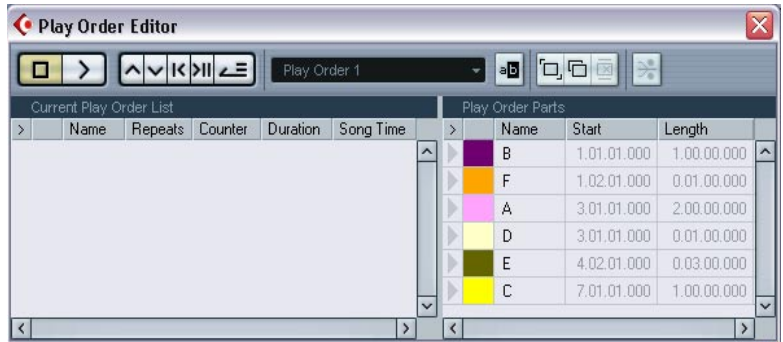 Play Order Editor
Play Order 1
ab
Current Play Order List
Play Order Parts
> Name Repeats Counter Duration Song Time
> Name Start Length
B 1.01.01.000 1.00.00.000
F 1.02.01.000 0.01.00.000
A 3.01.01.000 2.00.00.000
D 3.01.01.000 0.01.00.000
E 4.02.01.000 0.03.00.000
C 7.01.01.000 1.00.00.000